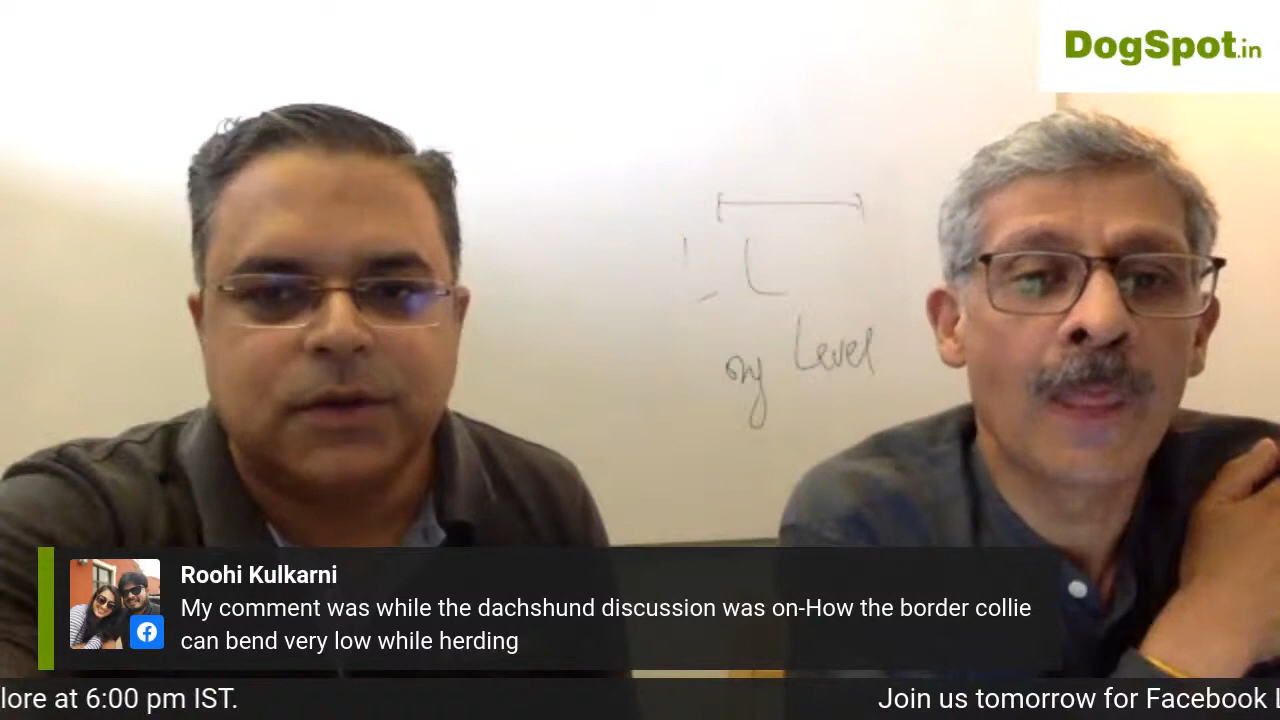 DogSpot.in
Level
Roohi Kulkarni
My comment was while the dachshund discussion was on-How the border collie
can bend very low while herding
lore at 6:00 pm IST. Join us tomorrow for Facebook L